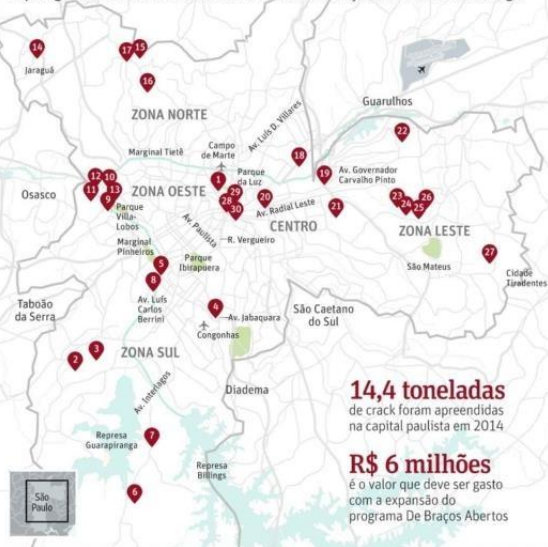 14
17
15
Jaraguá
16
Guarulhos
ZONA NORTE
Av. Luís D. Villares
22
Marginal Tietê
Campo
de Marte
18
19
Av. Governador
Carvalho Pinto
12
10
11
13
9
Osasco
ZONA OESTE
1
Parque
da Luz
29
28
30
20
Av. Radial Leste
21
23
24
25
26
Parque
Villa-
Lobos
CENTRO
ZONA LESTE
Av. Paulista
R. Vergueiro
Marginal
Pinheiros
Parque
Ibirapuera
27
São Mateus
5
8
Cidade
Tiradentes
Av. Luís
Carlos
Berrini
4
Av. Jabaquara
Congonhas
São Caetano
do Sul
Taboão
da Serra
2
3
ZONA SUL
Diadema
Av. Interlagos
14,4 toneladas
de crack foram apreendidas
na capital paulista em 2014
Represa
Guarapiranga
7
Represa
Billings
R$ 6 milhões
é o valor que deve ser gasto
com a expansão do
programa De Braços Abertos
6
São
Paulo